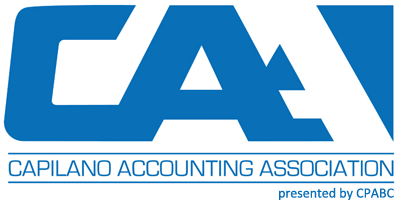 CAA
CAPILANO ACCOUNTING ASSOCIATION
presented by CPABC